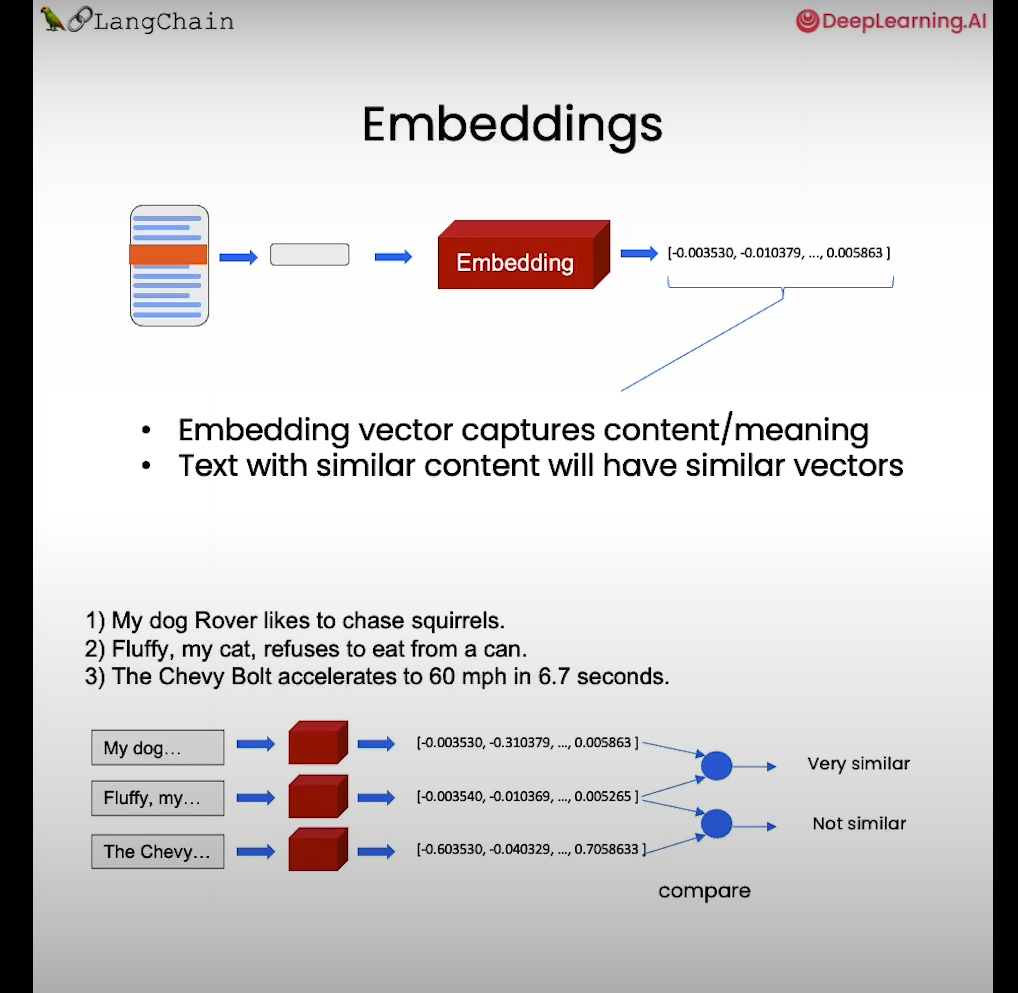 LangChain
DeepLearning.AI
Embeddings
Embedding
[-0.003530, -0.010379, ..., 0.005863 ]
• Embedding vector captures content/meaning
• Text with similar content will have similar vectors
1) My dog Rover likes to chase squirrels.
2) Fluffy, my cat, refuses to eat from a can.
3) The Chevy Bolt accelerates to 60 mph in 6.7 seconds.
My dog...
[-0.003530, -0.310379, ..., 0.005863 ]
Very similar
Fluffy, my...
[-0.003540, -0.010369, ..., 0.005265 ]
Not similar
The Chevy...
[-0.603530, -0.040329, ..., 0.7058633 ]
compare